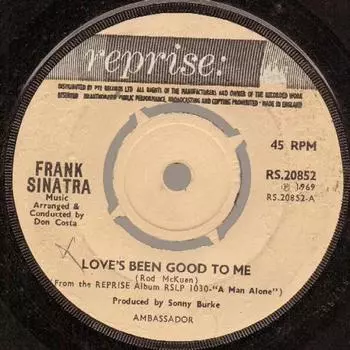 reprise:
DISTRIBUTED BY PYE RECORDS LTD. ALL RIGHTS OF THE MANUFACTURERS AND OWNER OF THE RECORDED WORK
RESERVED. UNAUTHORISED PUBLIC PERFORMANCE, BROADCASTING AND COPYING PROHIBITED. MADE IN ENGLAND
45 RPM
FRANK
SINATRA
Music
Arranged &
Conducted by
Don Costa
RS.20852
Ⓟ 1969
RS.20852-A
LOVE'S BEEN GOOD TO ME
(Rod McKuen)
(From the REPRISE Album RSLP 1030-"A Man Alone")
Produced by Sonny Burke
AMBASSADOR